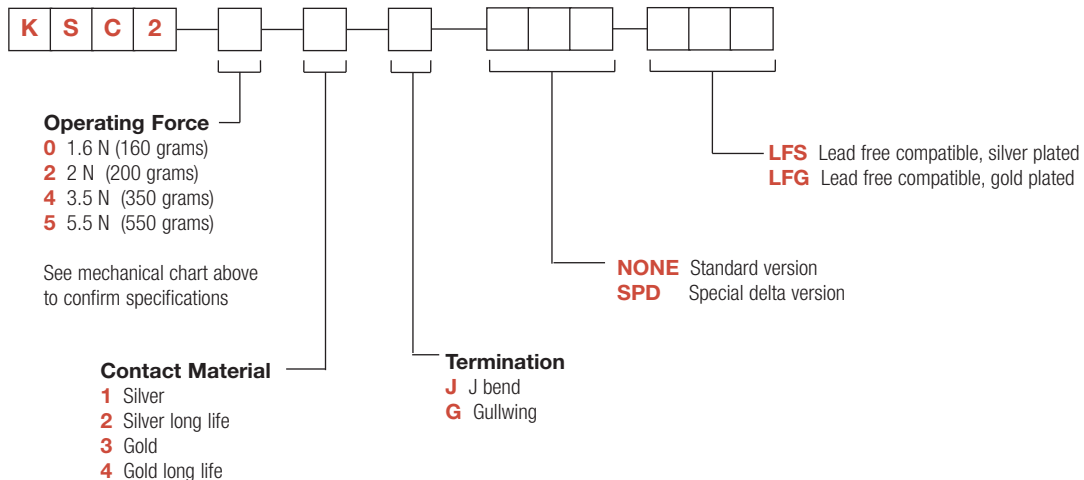 K S C 2
Operating Force
0 1.6 N (160 grams)
2 2 N (200 grams)
4 3.5 N (350 grams)
5 5.5 N (550 grams)
See mechanical chart above
to confirm specifications
Contact Material
1 Silver
2 Silver long life
3 Gold
4 Gold long life
Termination
J J bend
G Gullwing
NONE Standard version
SPD Special delta version
LFS Lead free compatible, silver plated
LFG Lead free compatible, gold plated